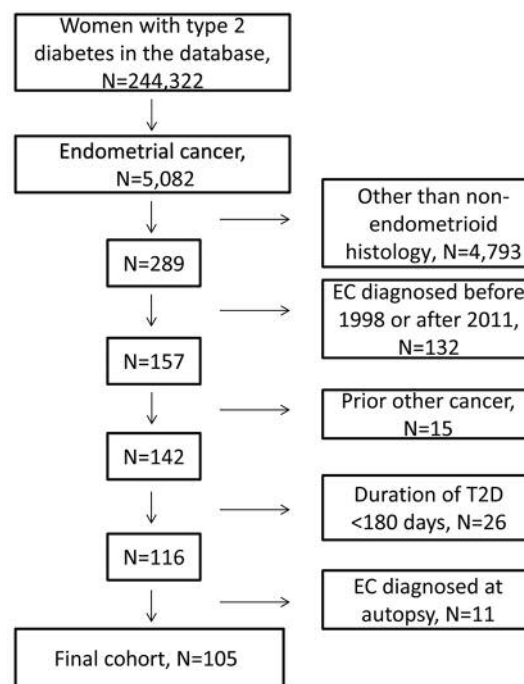 Women with type 2
diabetes in the database,
N=244,322
Endometrial cancer,
N=5,082
Other than non-
endometrioid
histology, N=4,793
N=289
EC diagnosed before
1998 or after 2011,
N=132
N=157
Prior other cancer,
N=15
N=142
Duration of T2D
<180 days, N=26
N=116
EC diagnosed at
autopsy, N=11
Final cohort, N=105